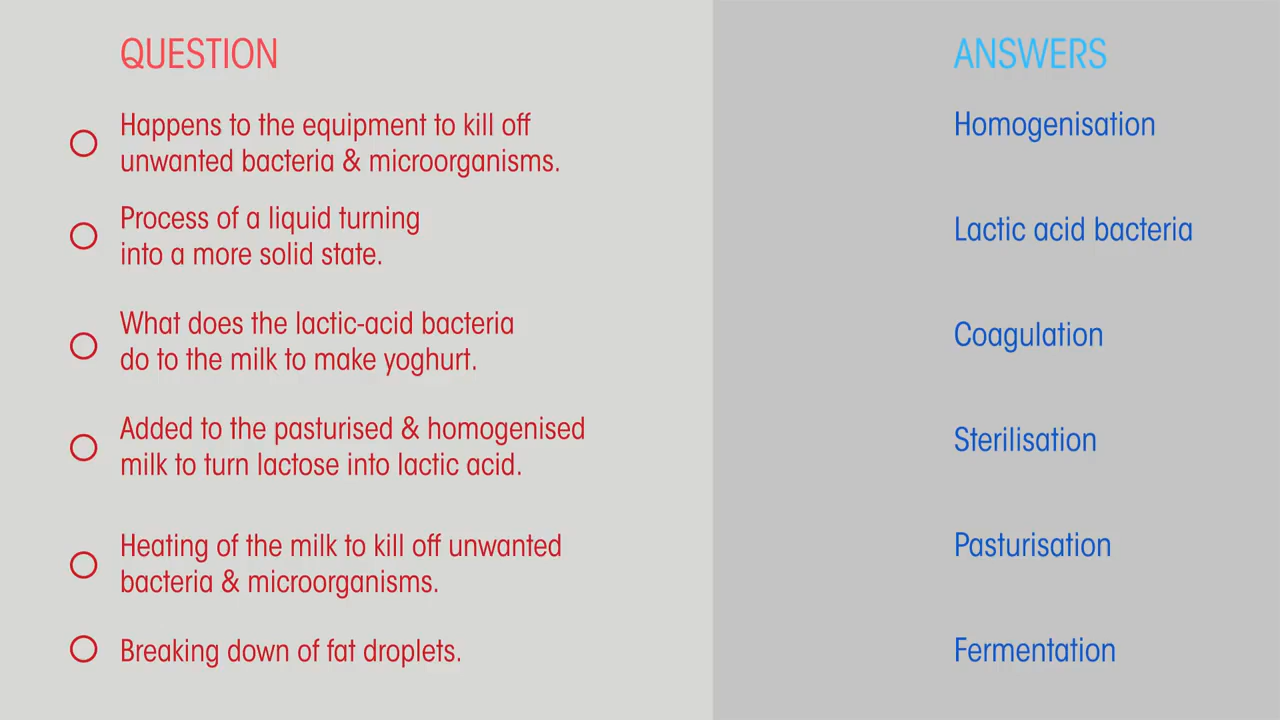 QUESTION
Happens to the equipment to kill off
unwanted bacteria & microorganisms.
Process of a liquid turning
into a more solid state.
What does the lactic-acid bacteria
do to the milk to make yoghurt.
Added to the pasturised & homogenised
milk to turn lactose into lactic acid.
Heating of the milk to kill off unwanted
bacteria & microorganisms.
Breaking down of fat droplets.
ANSWERS
Homogenisation
Lactic acid bacteria
Coagulation
Sterilisation
Pasturisation
Fermentation